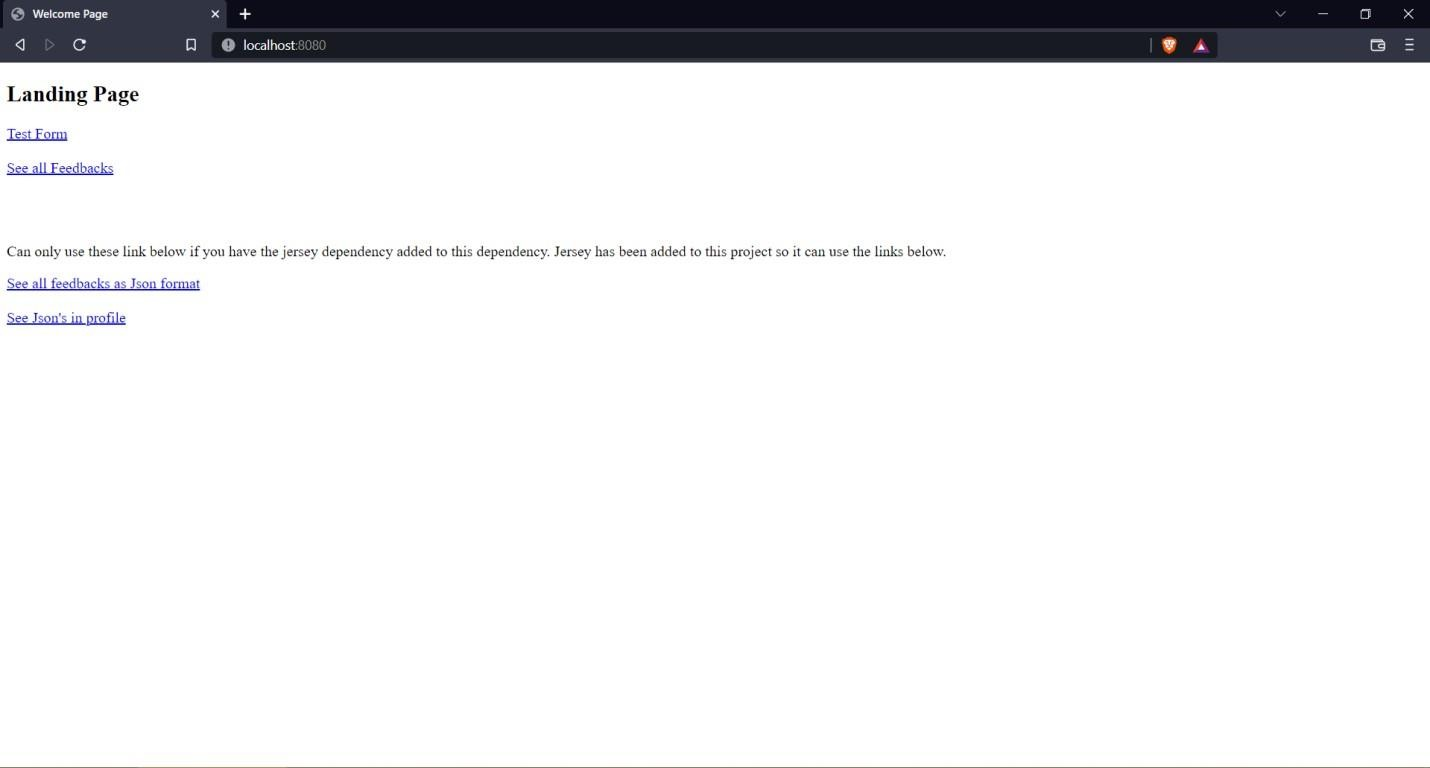 Welcome Page
localhost:8080
Landing Page
Test Form
See all Feedbacks
Can only use these link below if you have the jersey dependency added to this dependency. Jersey has been added to this project so it can use the links below.
See all feedbacks as Json format
See Json's in profile